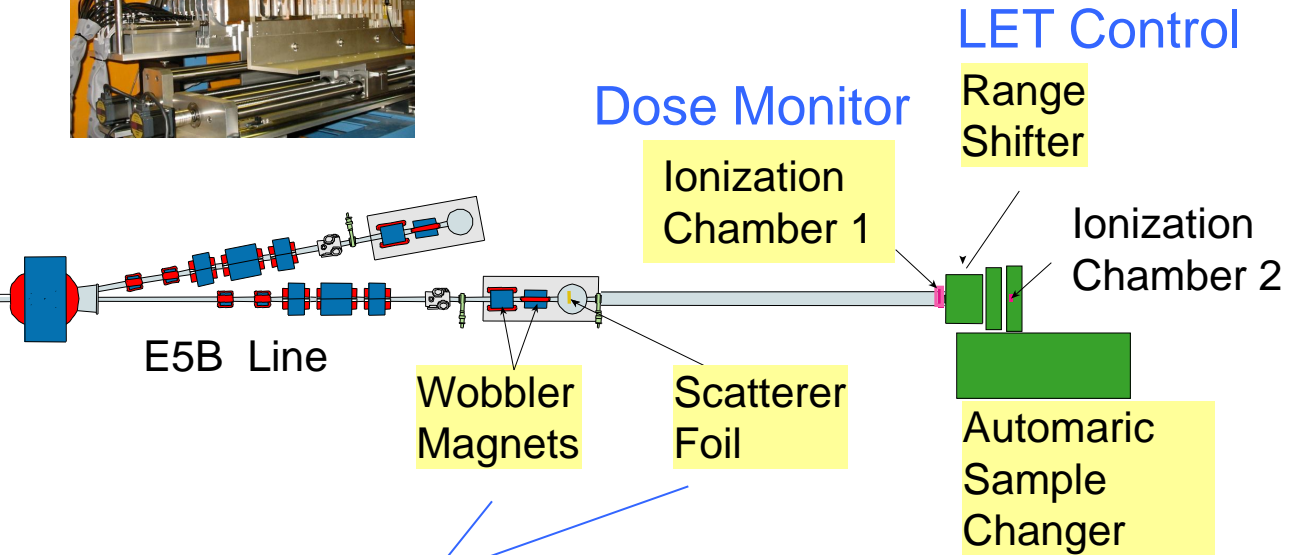 LET Control
Range
Shifter
Dose Monitor
Ionization
Chamber 1
Ionization
Chamber 2
E5B Line
Wobbler
Magnets
Scatterer
Foil
Automaric
Sample
Changer